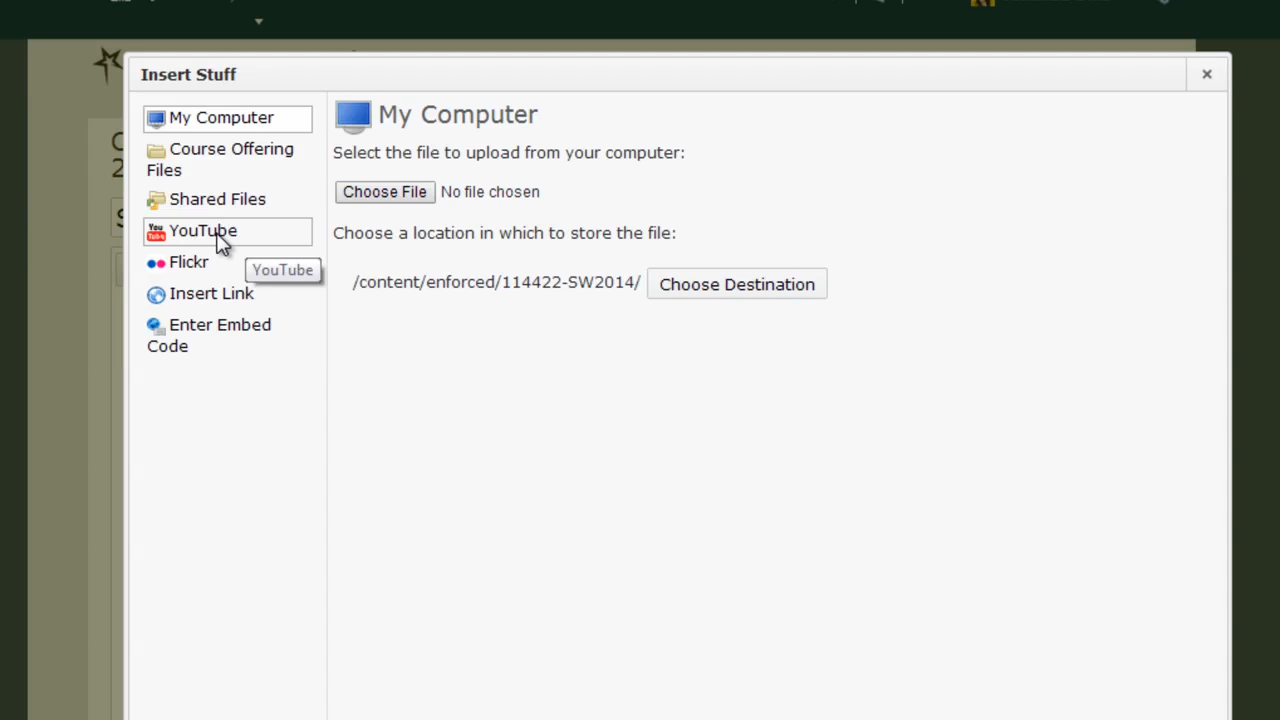 Insert Stuff
×
My Computer
Course Offering
Files
Shared Files
You
Tube
YouTube
Flickr
YouTube
Insert Link
Enter Embed
Code
My Computer
Select the file to upload from your computer:
Choose File No file chosen
Choose a location in which to store the file:
/content/enforced/114422-SW2014/ Choose Destination